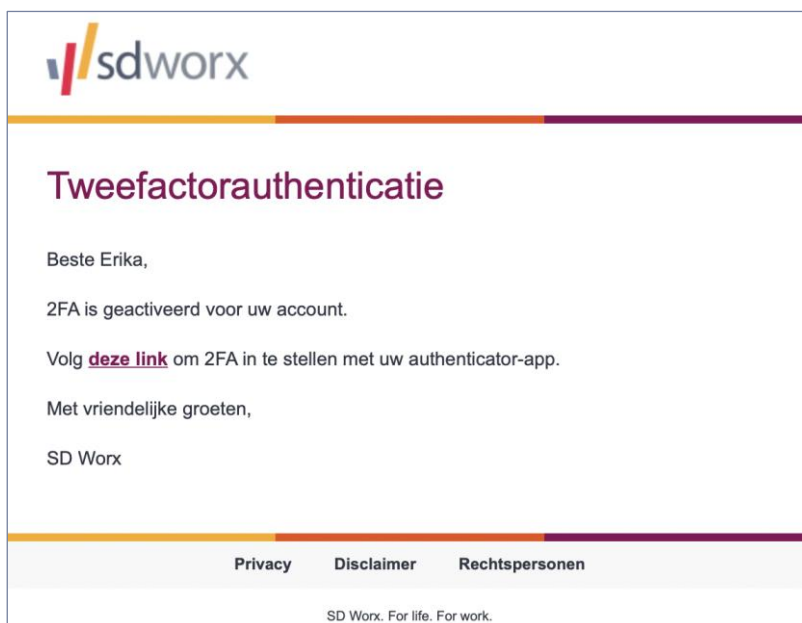 sdworx
Tweefactorauthenticatie
Beste Erika,
2FA is geactiveerd voor uw account.
Volg deze link om 2FA in te stellen met uw authenticator-app.
Met vriendelijke groeten,
SD Worx
Privacy Disclaimer Rechtspersonen
SD Worx. For life. For work.